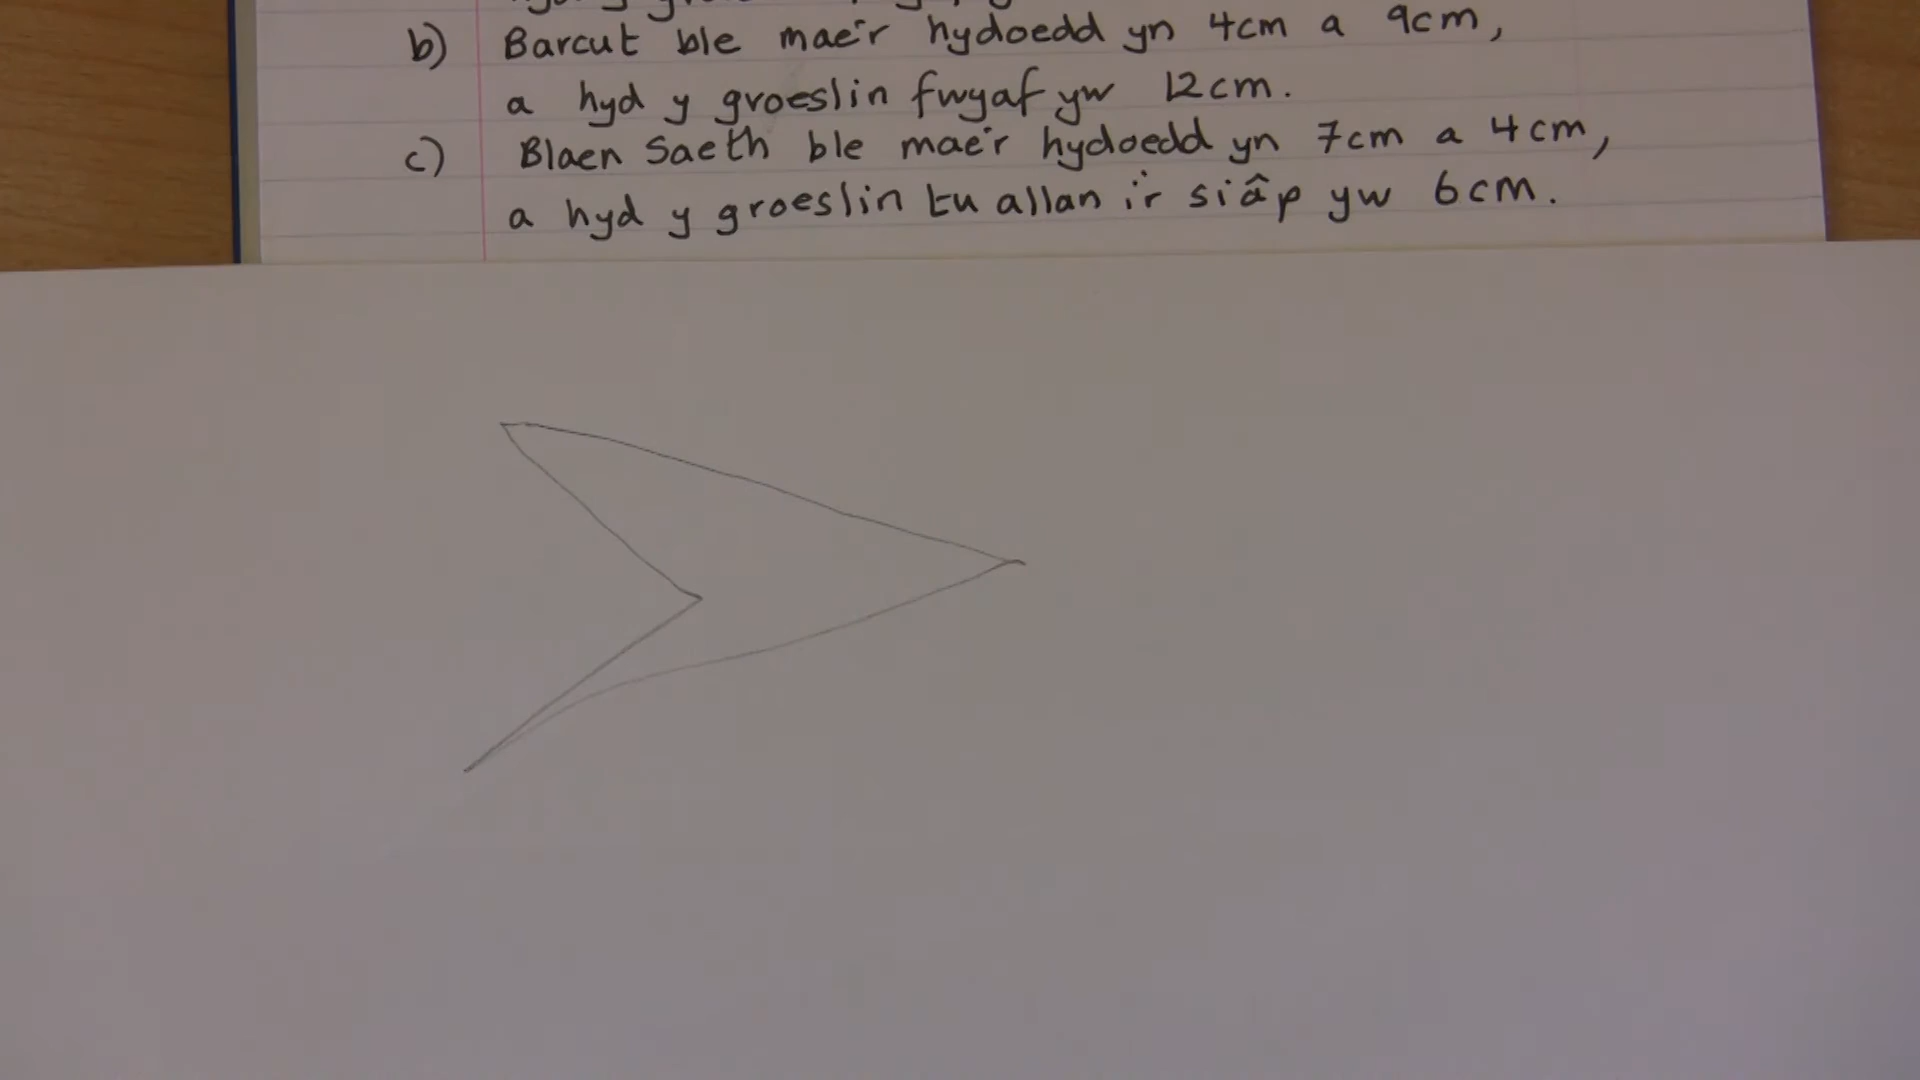 b) Barcut ble mae'r hydoedd yn 4cm a 9cm,
a hyd y groeslin fwyaf yw 12cm.
c) Blaen Saeth ble mae'r hydoedd yn 7cm a 4cm,
a hyd y groeslin tu allan i'r siâp yw 6cm.